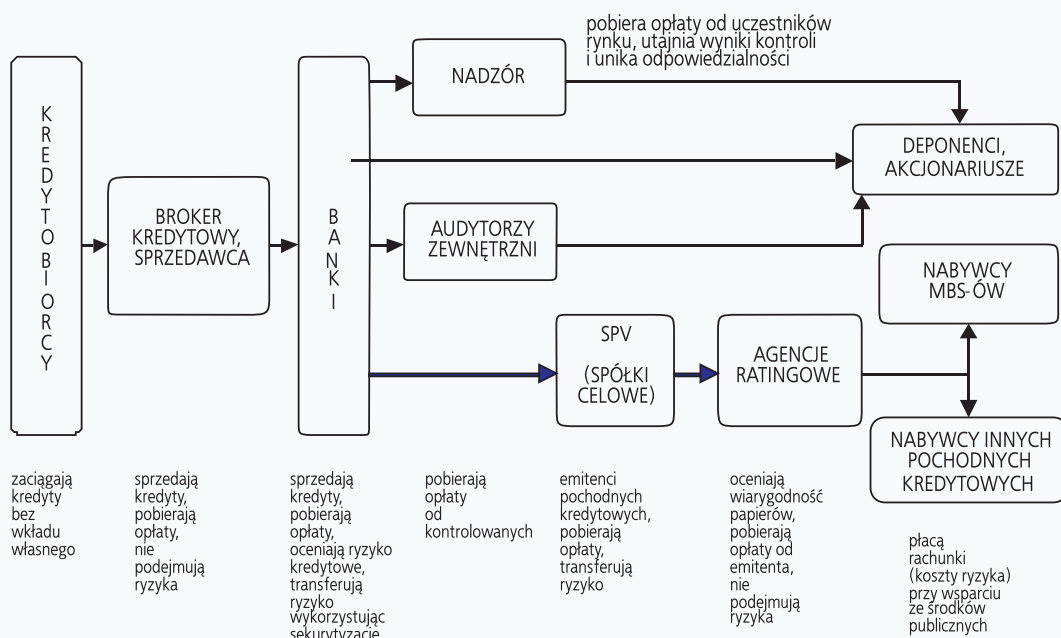 pobiera opłaty od uczestników
rynku, utajnia wyniki kontroli
i unika odpowiedzialności
NADZÓR
KREDYTOBIORCY
BROKER
KREDYTOWY,
SPRZEDAWCA
BANKI
DEPONENCI,
AKCJONARIUSZE
AUDYTORZY
ZEWNĘTRZNI
NABYWCY
MBS-ÓW
SPV
(SPÓŁKI
CELOWE)
AGENCJE
RATINGOWE
NABYWCY INNYCH
POCHODNYCH
KREDYTOWYCH
zaciągają
kredyty
bez
wkładu
własnego
sprzedają
kredyty,
pobierają
opłaty,
nie
podejmują
ryzyka
sprzedają
kredyty,
pobierają
opłaty,
oceniają ryzyko
kredytowe,
transferują
ryzyko
wykorzystując
sekurytyzację
pobierają
opłaty
od
kontrolowanych
emitenci
pochodnych
kredytowych,
pobierają
opłaty,
transferują
ryzyko
oceniają
wiarygodność
papierów,
pobierają
opłaty od
emitenta,
nie
podejmują
ryzyka
płacą
rachunki
(koszty ryzyka)
przy wsparciu
ze środków
publicznych